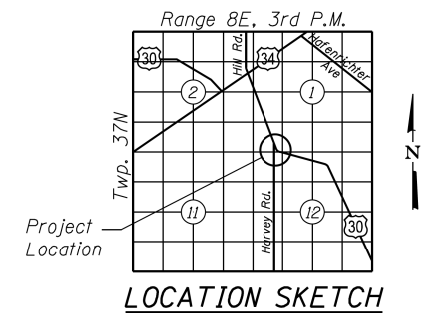 Range 8E, 3rd P.M.
Twp. 37N
30
Hill Rd.
34
Hafenrichter
Ave
2
1
Project
Location
11
Harvey Rd.
12
30
N
LOCATION SKETCH